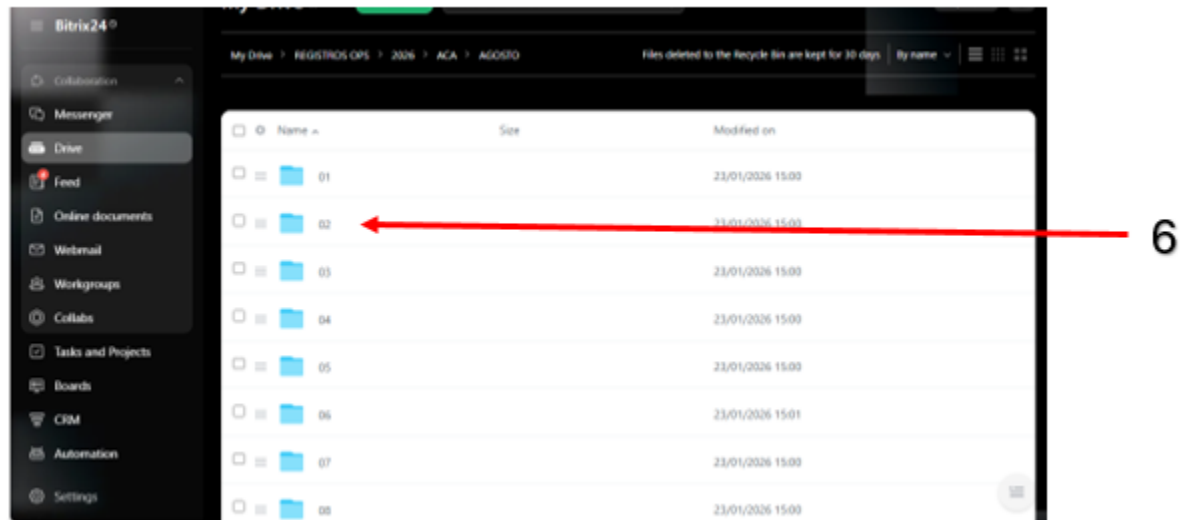 Bitrix24
My Drive
My Drive > REGISTROS OPS > 2026 > ACA > AGOSTO
Files deleted to the Recycle Bin are kept for 30 days
By name
Collaboration
Messenger
Drive
Feed
Online documents
Webmail
Workgroups
Collabs
Tasks and Projects
Boards
CRM
Automation
Settings
Name Size Modified on
01 23/01/2026 15:00
02 23/01/2026 15:00
03 23/01/2026 15:00
04 23/01/2026 15:00
05 23/01/2026 15:00
06 23/01/2026 15:01
07 23/01/2026 15:00
08 23/01/2026 15:00
6